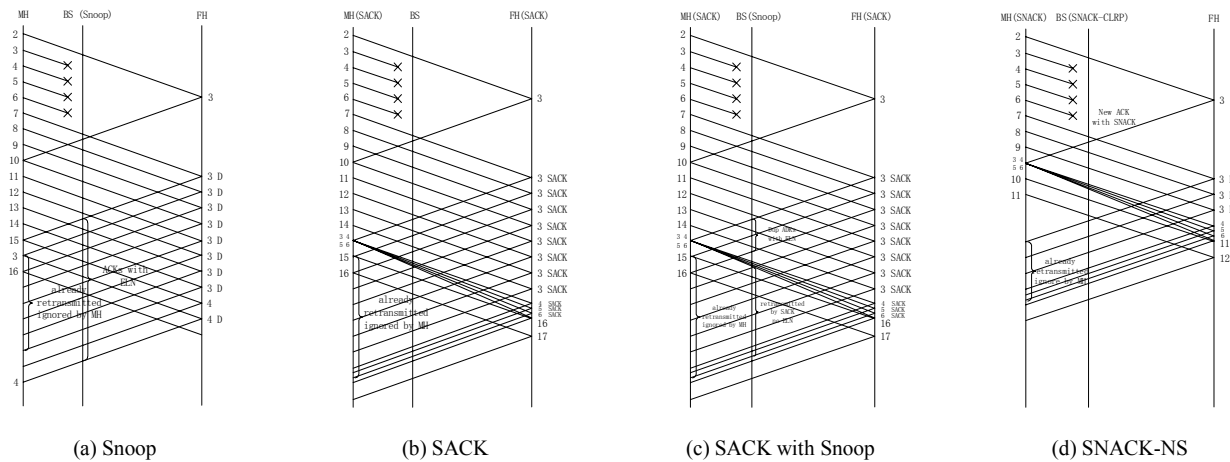 MH BS (Snoop) FH
2
3
4
5
6
7
8
9
10
11
12
13
14
15
3
16
4
3
3 D
3 D
3 D
3 D
3 D
3 D
3 D
3 D
4
4 D
ACKs with
ELN
already
retransmitted
ignored by MH
(a) Snoop
MH(SACK) BS FH(SACK)
2
3
4
5
6
7
8
9
10
11
12
13
14
3 4
5 6
15
16
3
3 SACK
3 SACK
3 SACK
3 SACK
3 SACK
3 SACK
3 SACK
3 SACK
4 SACK
5 SACK
6 SACK
16
17
already
retransmitted
ignored by MH
(b) SACK
MH(SACK) BS(Snoop) FH(SACK)
2
3
4
5
6
7
8
9
10
11
12
13
14
3 4
5 6
15
16
3
3 SACK
3 SACK
3 SACK
3 SACK
3 SACK
3 SACK
3 SACK
3 SACK
4 SACK
5 SACK
6 SACK
16
17
Dup ACKs
with ELN
already
retransmitted
ignored by MH
retransmitted
by SACK
no ELN
(c) SACK with Snoop
MH(SNACK) BS(SNACK-CLRP) FH
2
3
4
5
6
7
8
9
3 4
5 6
10
11
3
New ACK
with SNACK
3
3
3
4
5
6
11
12
already
retransmitted
ignore by MH
(d) SNACK-NS